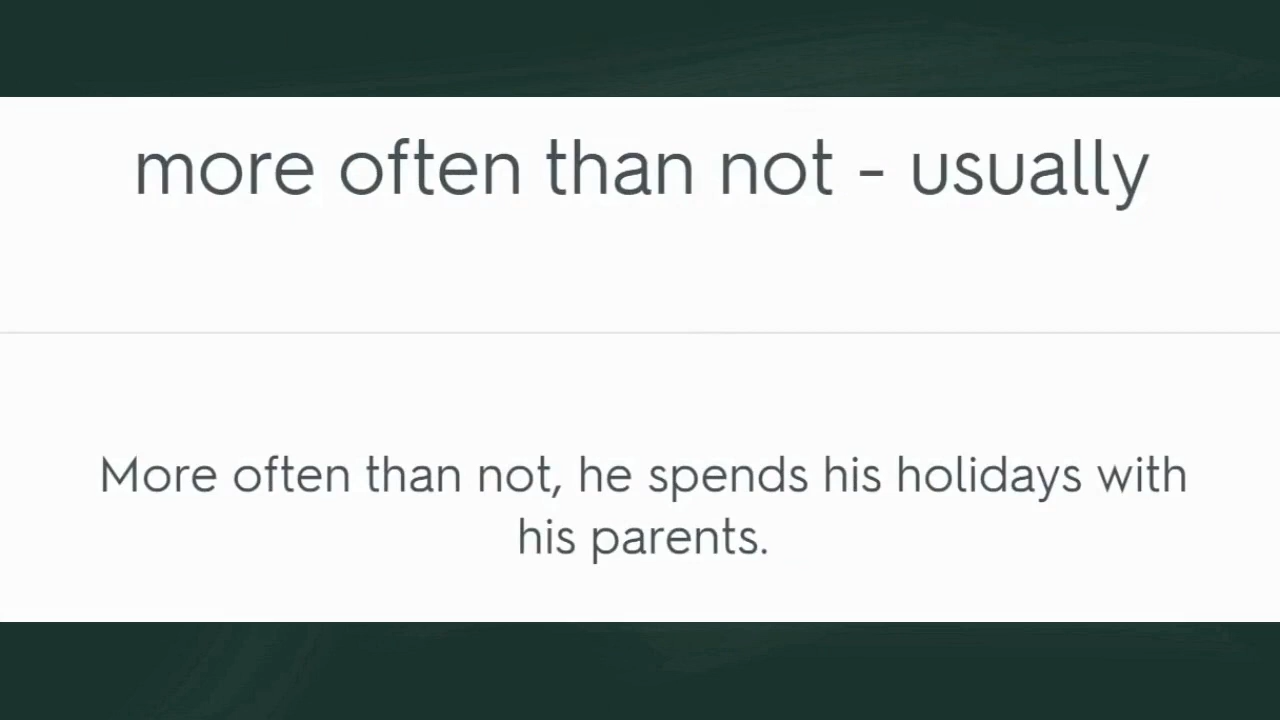 more often than not - usually
More often than not, he spends his holidays with
his parents.